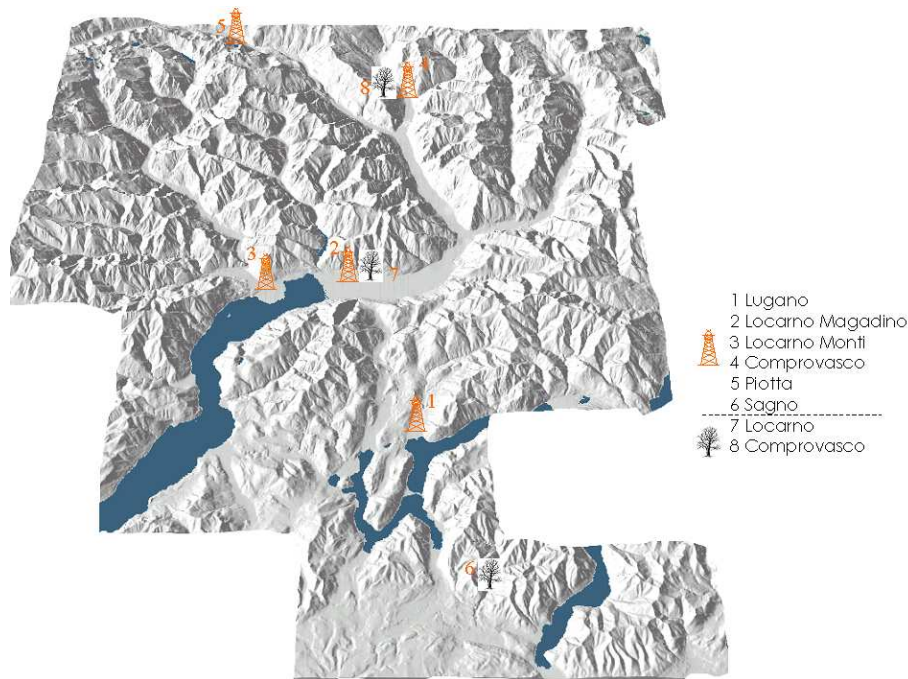 5
8
4
3
2
7
1
6
1 Lugano
2 Locarno Magadino
3 Locarno Monti
4 Comprovasco
5 Piotta
6 Sagno
7 Locarno
8 Comprovasco